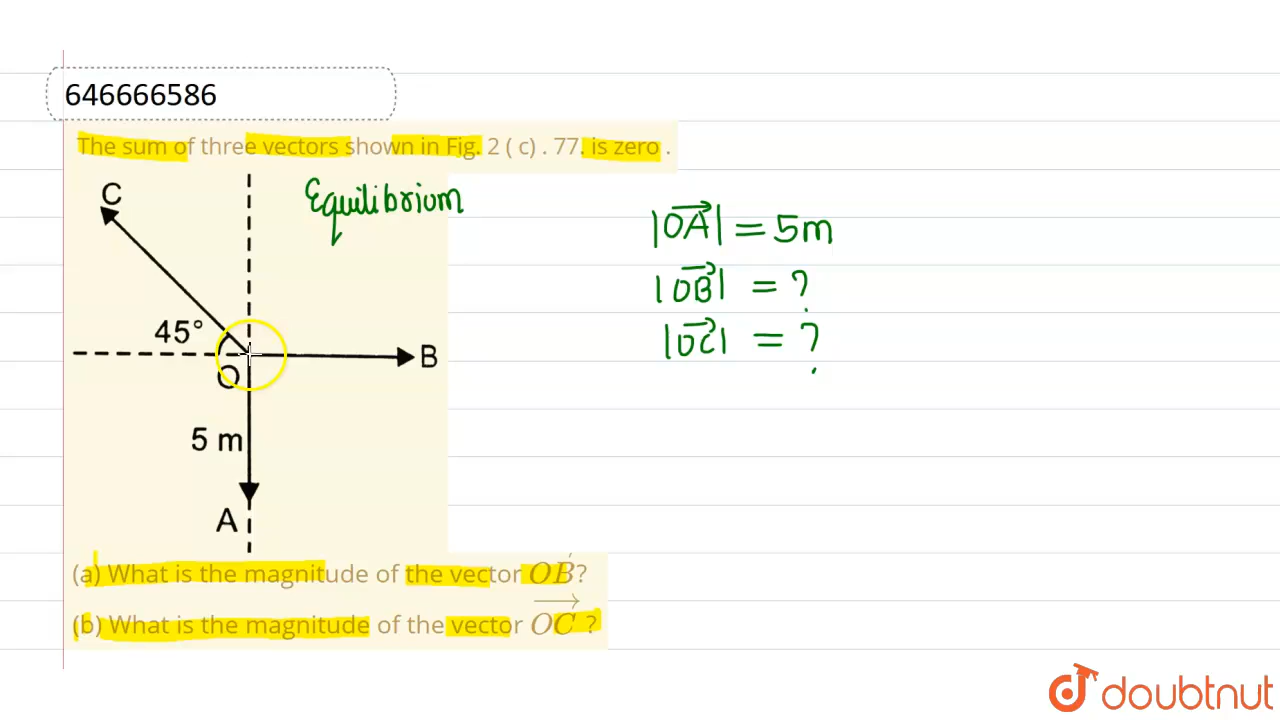 646666586
The sum of three vectors shown in Fig. 2 ( c) . 77. is zero .
C
Equilibrium
|OA| = 5m
|OB| = ?
|OC| = ?
45°
B
O
5 m
A
(a) What is the magnitude of the vector OB?
(b) What is the magnitude of the vector OC ?
doubtnut